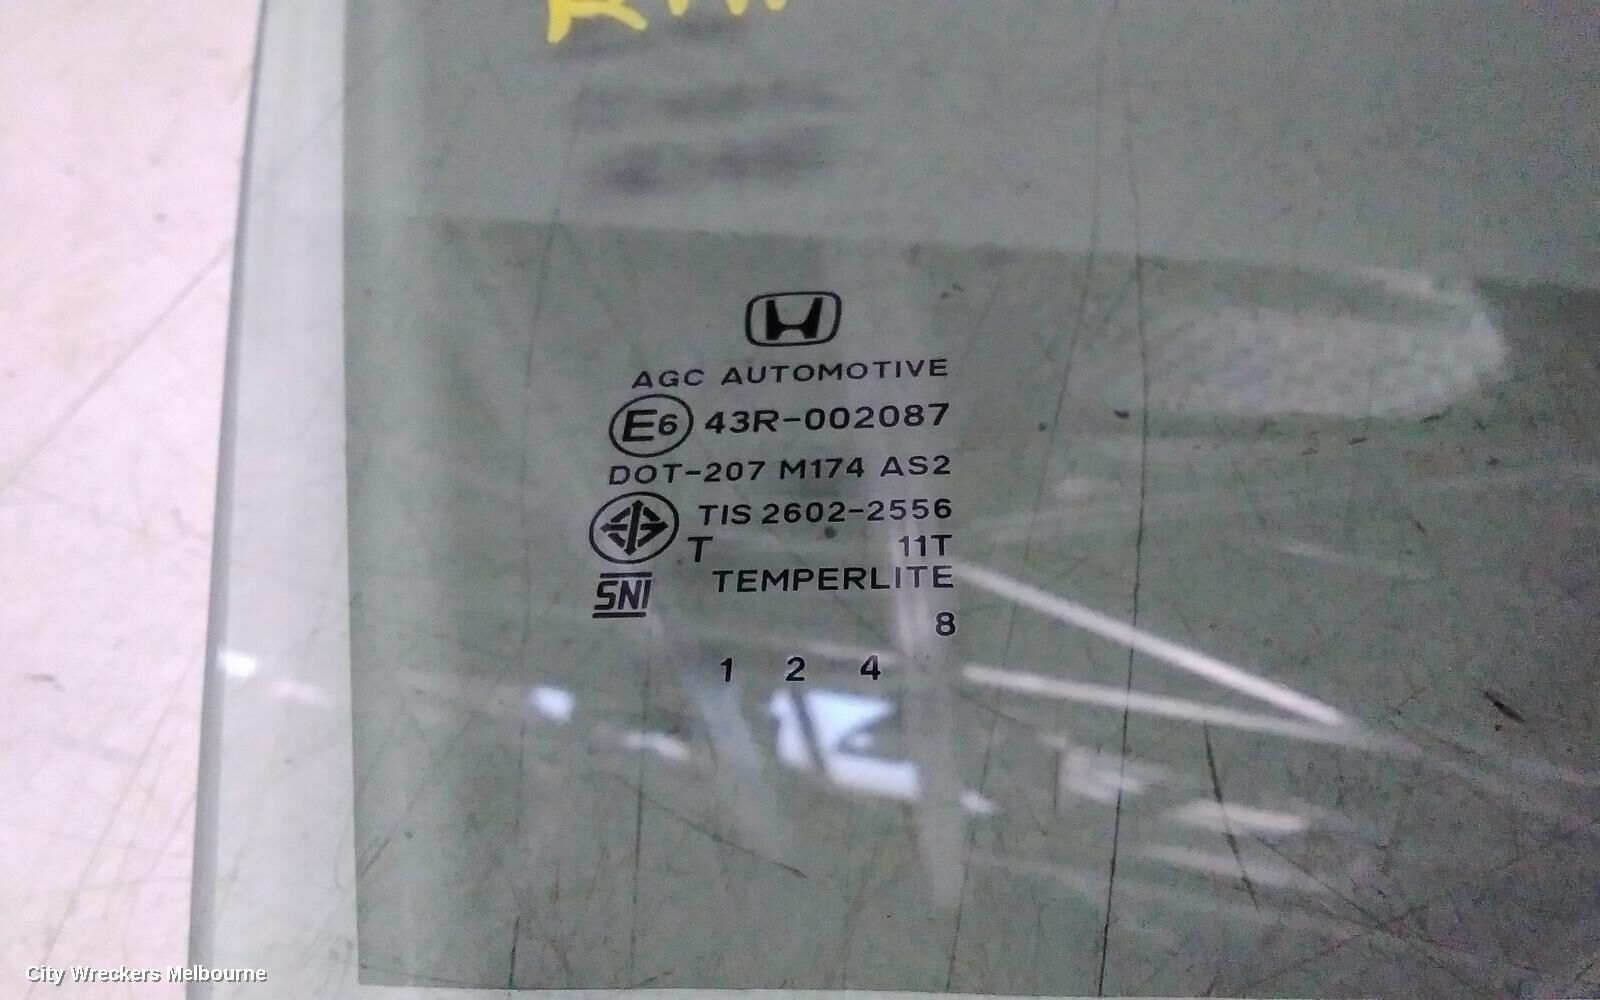 AGC AUTOMOTIVE
E6 43R-002087
DOT-207 M174 AS2
TIS 2602-2556
T 11T
SNI TEMPERLITE
8
1 2 4
City Wreckers Melbourne